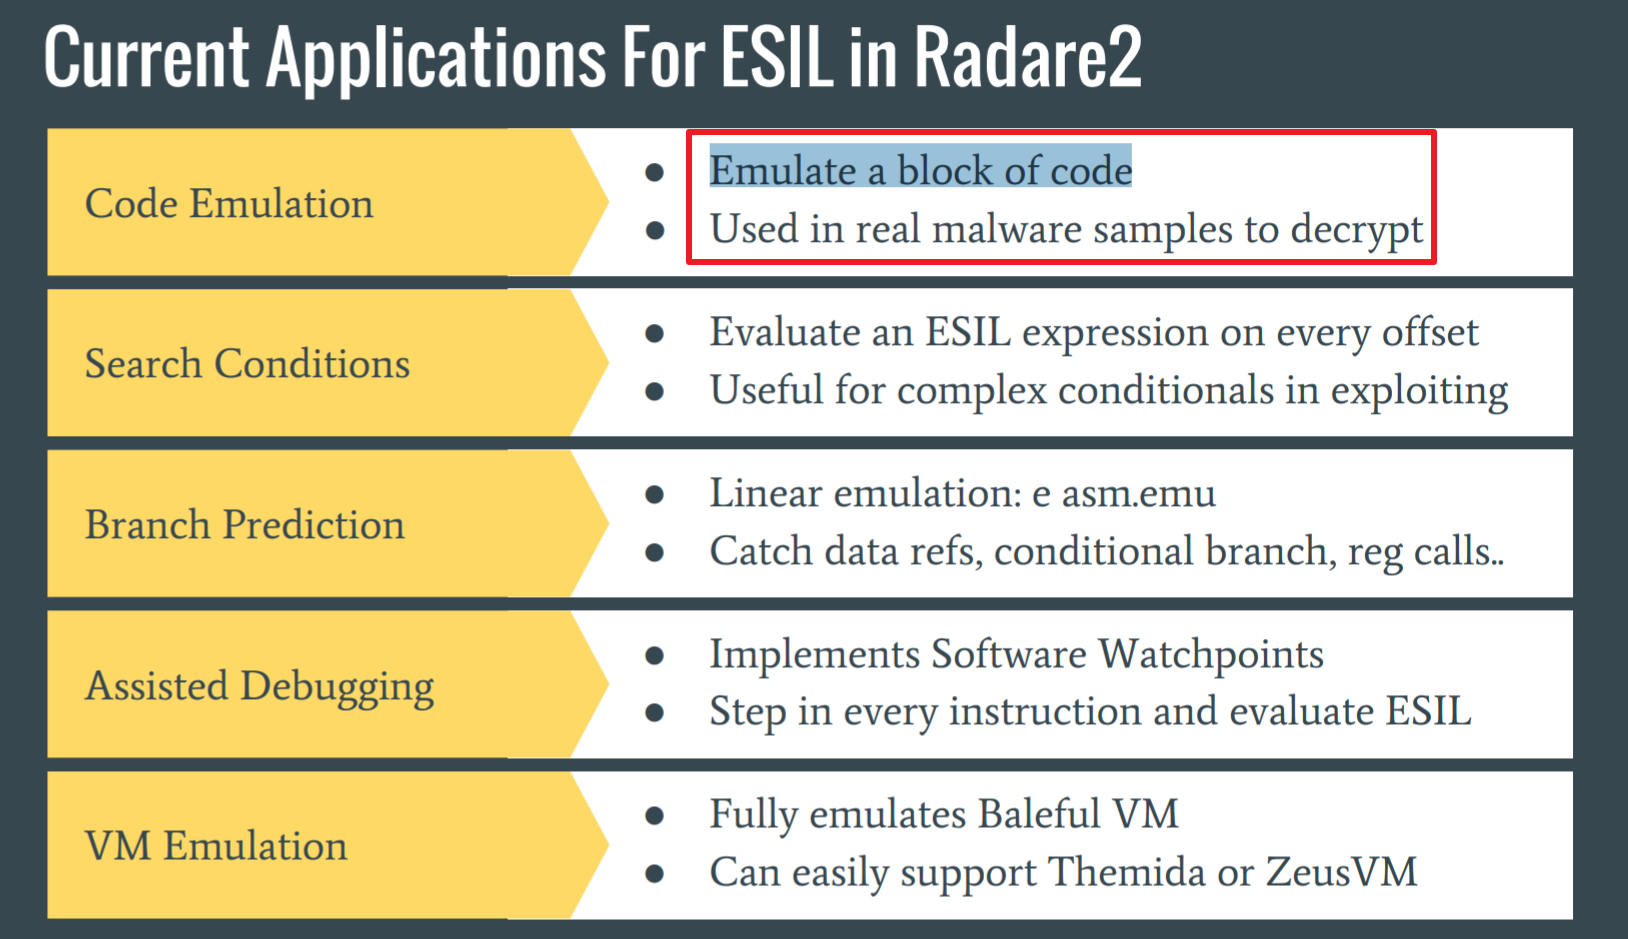 Current Applications For ESIL in Radare2
Code Emulation
● Emulate a block of code
● Used in real malware samples to decrypt
Search Conditions
● Evaluate an ESIL expression on every offset
● Useful for complex conditionals in exploiting
Branch Prediction
● Linear emulation: e asm.emu
● Catch data refs, conditional branch, reg calls..
Assisted Debugging
● Implements Software Watchpoints
● Step in every instruction and evaluate ESIL
VM Emulation
● Fully emulates Baleful VM
● Can easily support Themida or ZeusVM